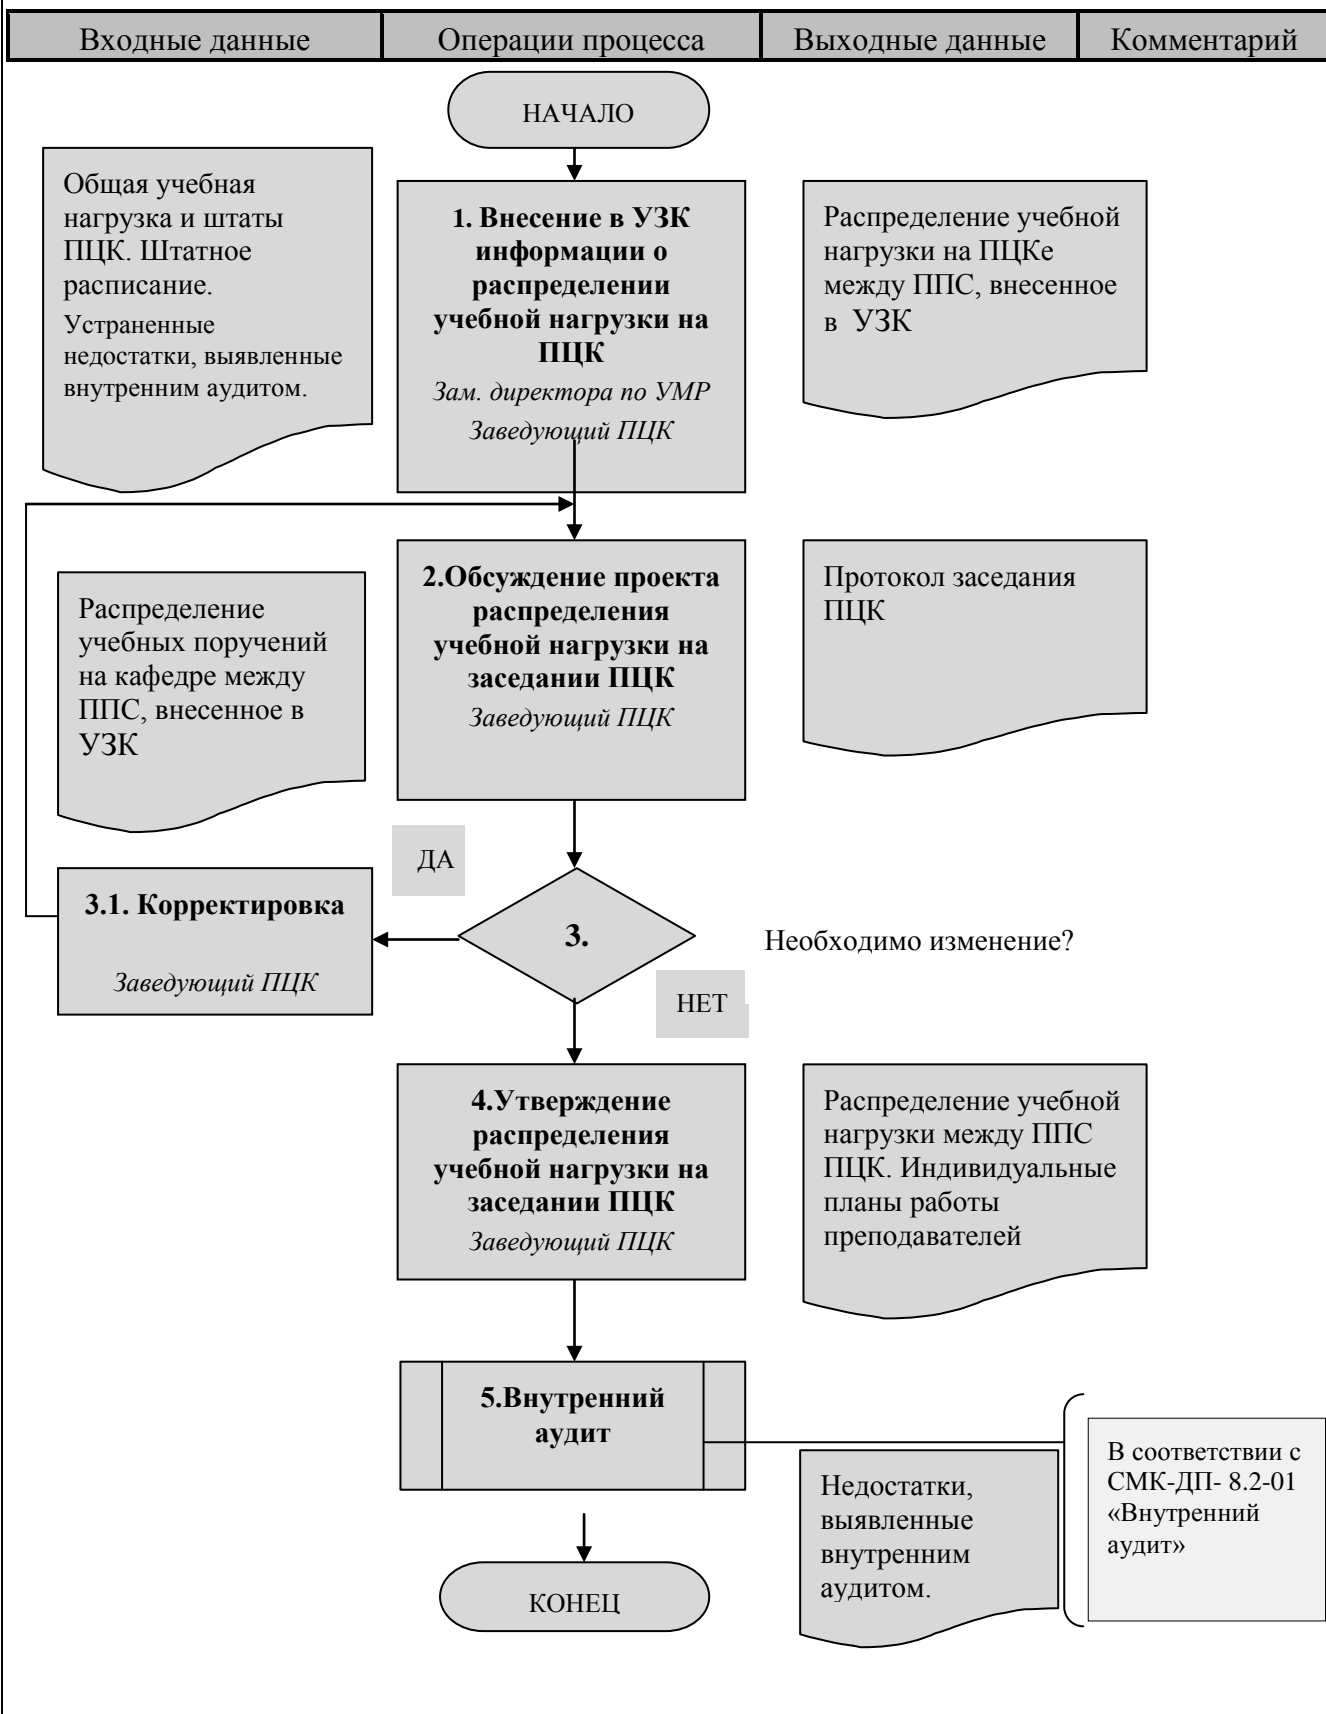 Входные данные
Операции процесса
Выходные данные
Комментарий
НАЧАЛО
Общая учебная
нагрузка и штаты
ПЦК. Штатное
расписание.
Устраненные
недостатки, выявленные
внутренним аудитом.
1. Внесение в УЗК
информации о
распределении
учебной нагрузки на
ПЦК
Зам. директора по УМР
Заведующий ПЦК
Распределение учебной
нагрузки на ПЦКе
между ППС, внесенное
в УЗК
Распределение
учебных поручений
на кафедре между
ППС, внесенное в
УЗК
2.Обсуждение проекта
распределения
учебной нагрузки на
заседании ПЦК
Заведующий ПЦК
Протокол заседания
ПЦК
ДА
3.1. Корректировка
Заведующий ПЦК
3.
Необходимо изменение?
НЕТ
4.Утверждение
распределения
учебной нагрузки на
заседании ПЦК
Заведующий ПЦК
Распределение учебной
нагрузки между ППС
ПЦК. Индивидуальные
планы работы
преподавателей
5.Внутренний
аудит
Недостатки,
выявленные
внутренним
аудитом.
В соответствии с
СМК-ДП- 8.2-01
«Внутренний
аудит»
КОНЕЦ